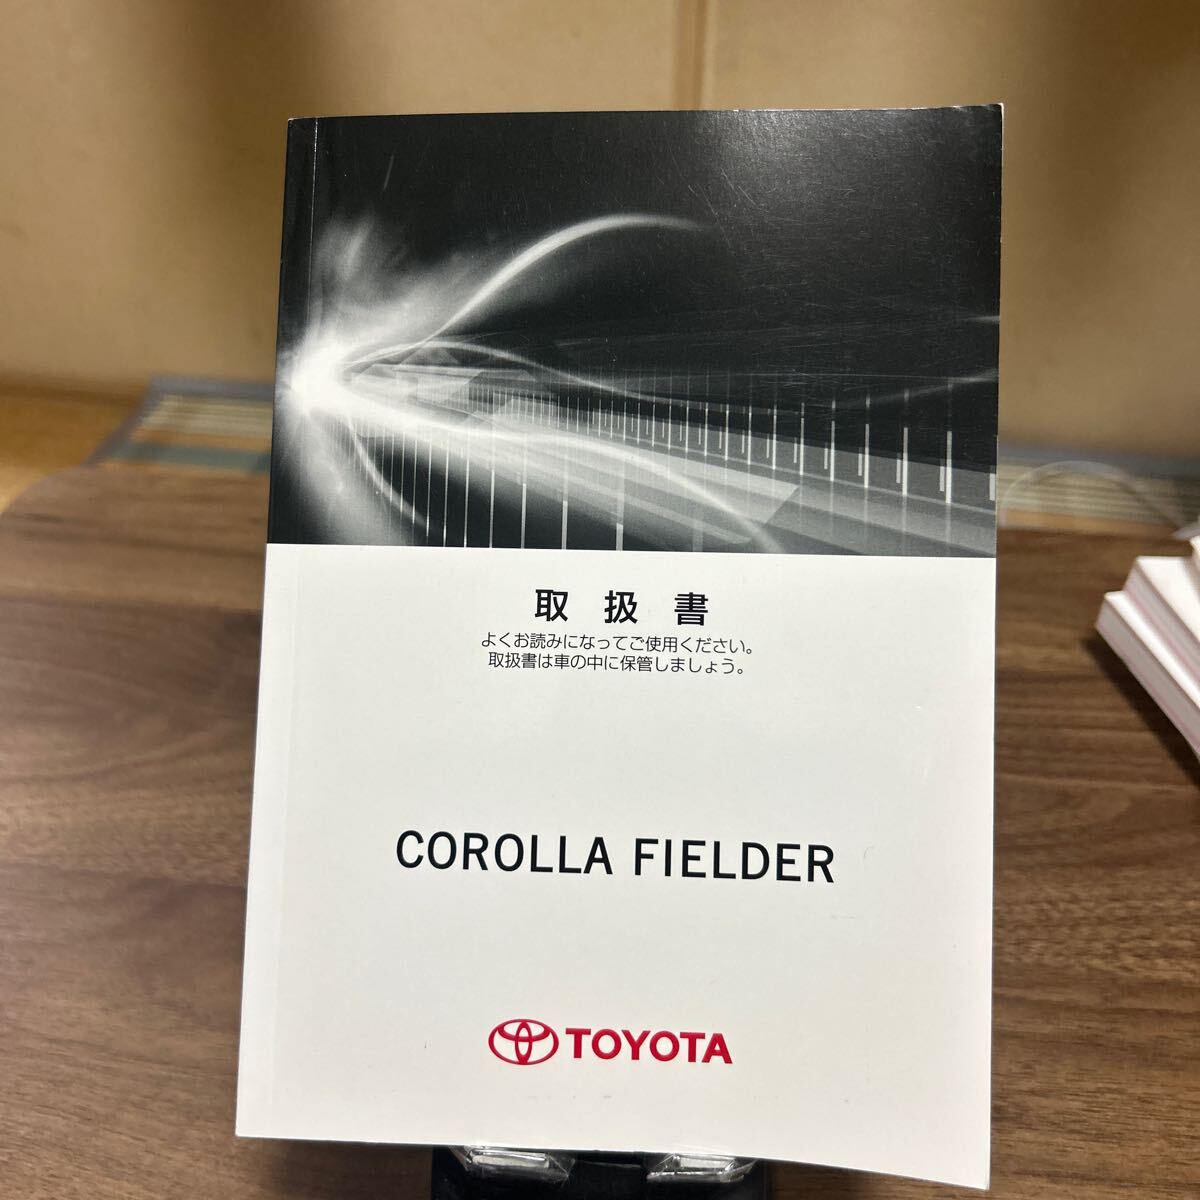 取扱書
よくお読みになってご使用ください。
取扱書は車の中に保管しましょう。
COROLLA FIELDER
TOYOTA